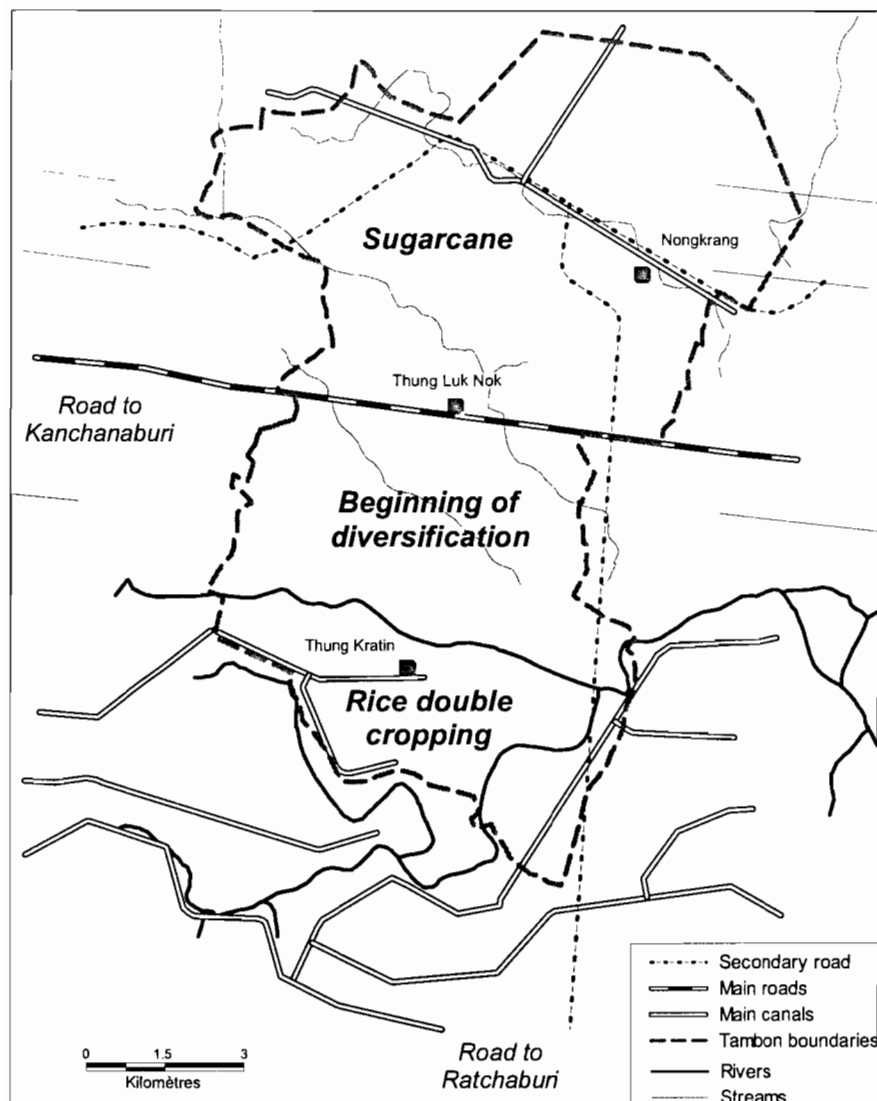 Sugarcane
Nongkrang
Thung Luk Nok
Road to
Kanchanaburi
Beginning of
diversification
Thung Kratin
Rice double
cropping
Secondary road
Main roads
Main canals
Tambon boundaries
Rivers
Streams
0 1.5 3
Kilomètres
Road to
Ratchaburi